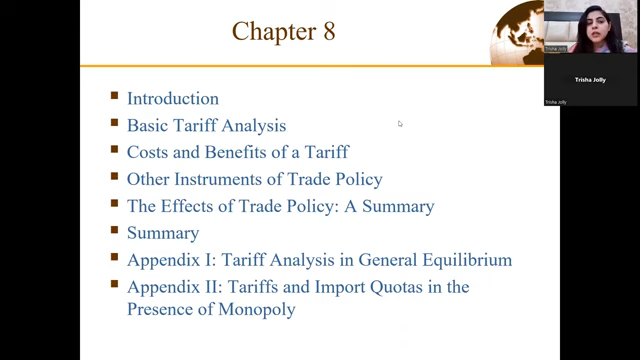 Chapter 8
Introduction
Basic Tariff Analysis
Costs and Benefits of a Tariff
Other Instruments of Trade Policy
The Effects of Trade Policy: A Summary
Summary
Appendix I: Tariff Analysis in General Equilibrium
Appendix II: Tariffs and Import Quotas in the
Presence of Monopoly
Trisha Jolly
Trisha Jolly
Trisha Jolly